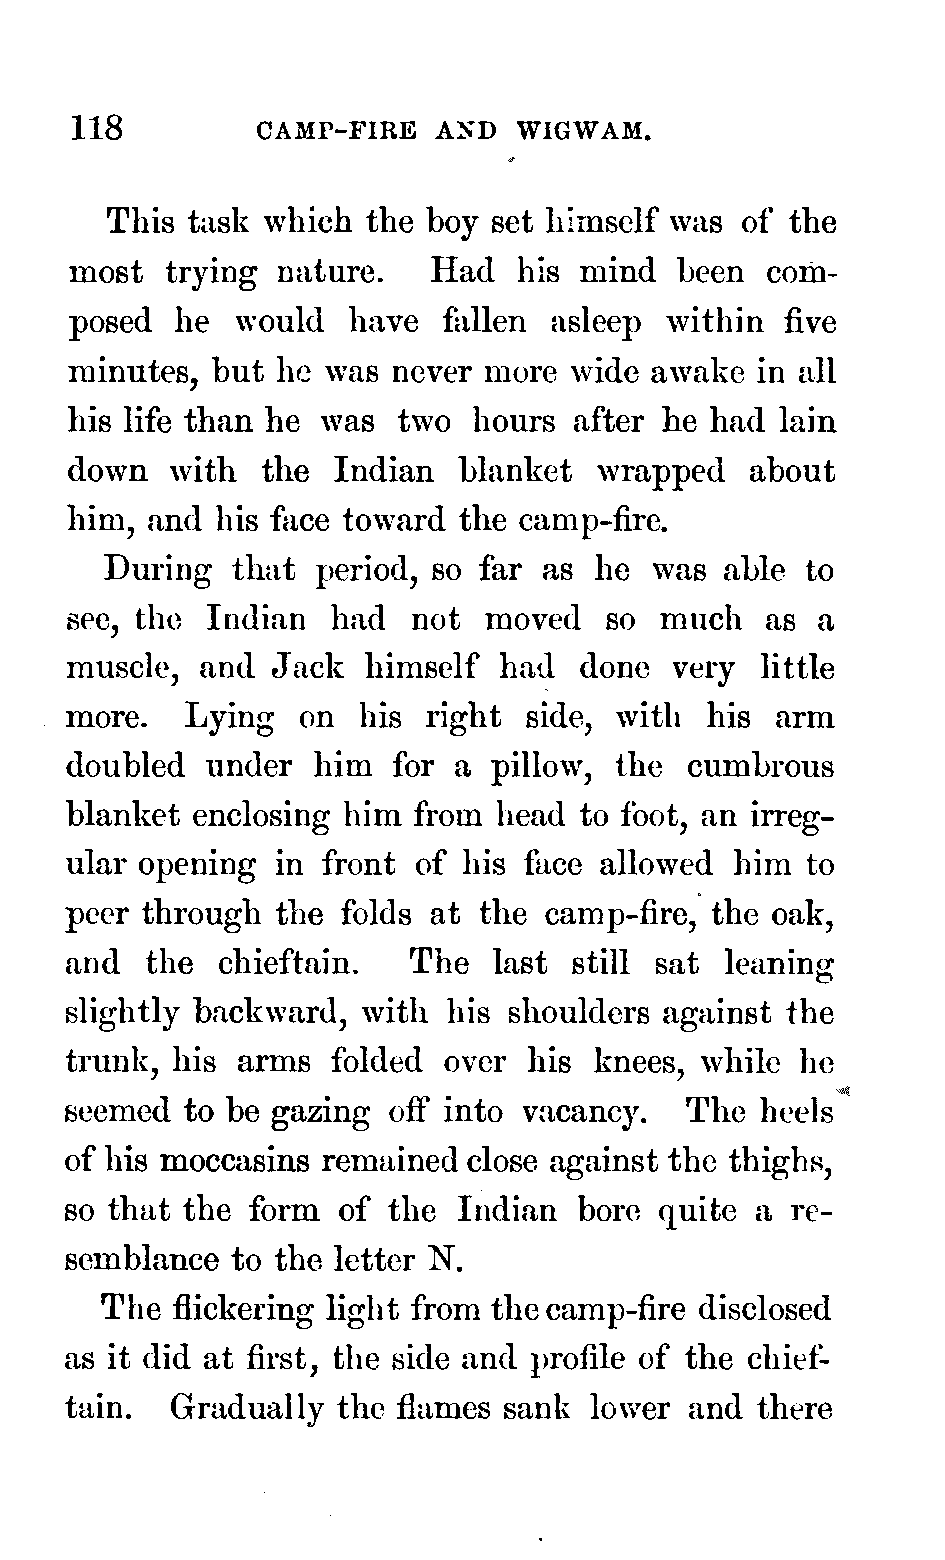 118 CAMP-FIRE AND WIGWAM.
This task which the boy set himself was of the
most trying nature. Had his mind been com-
posed he would have fallen asleep within five
minutes, but he was never more wide awake in all
his life than he was two hours after he had lain
down with the Indian blanket wrapped about
him, and his face toward the camp-fire.
During that period, so far as he was able to
see, the Indian had not moved so much as a
muscle, and Jack himself had done very little
more. Lying on his right side, with his arm
doubled under him for a pillow, the cumbrous
blanket enclosing him from head to foot, an irreg-
ular opening in front of his face allowed him to
peer through the folds at the camp-fire, the oak,
and the chieftain. The last still sat leaning
slightly backward, with his shoulders against the
trunk, his arms folded over his knees, while he
seemed to be gazing off into vacancy. The heels
of his moccasins remained close against the thighs,
so that the form of the Indian bore quite a re-
semblance to the letter N.
The flickering light from the camp-fire disclosed
as it did at first, the side and profile of the chief-
tain. Gradually the flames sank lower and there